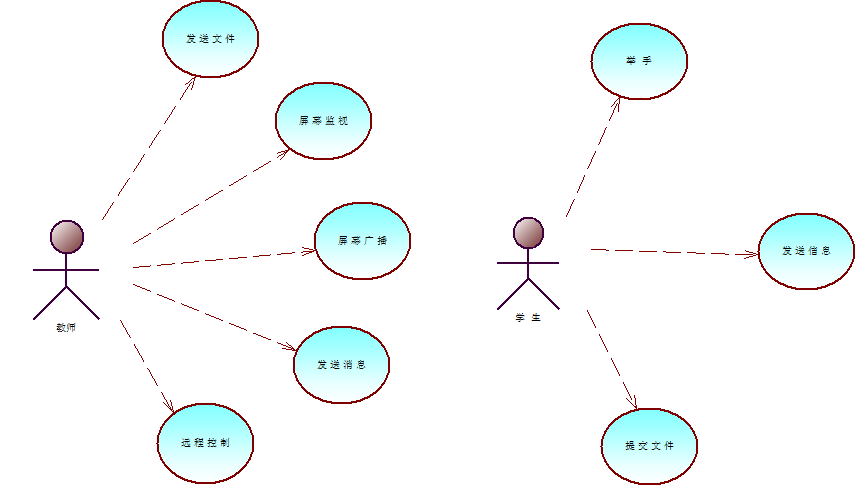 发送文件
屏幕监视
屏幕广播
教师
发送消息
远程控制
举 手
发送信息
学 生
提交文件